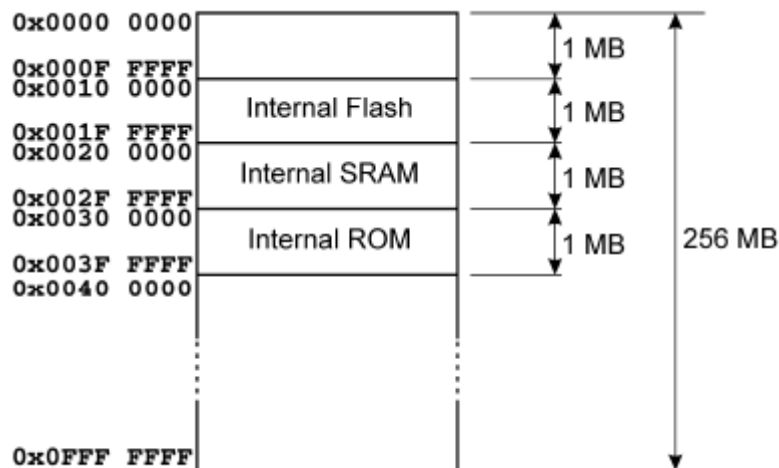 0x0000 0000
1 MB
0x000F FFFF
0x0010 0000
Internal Flash
1 MB
0x001F FFFF
0x0020 0000
Internal SRAM
1 MB
0x002F FFFF
0x0030 0000
Internal ROM
1 MB
256 MB
0x003F FFFF
0x0040 0000
0x0FFF FFFF